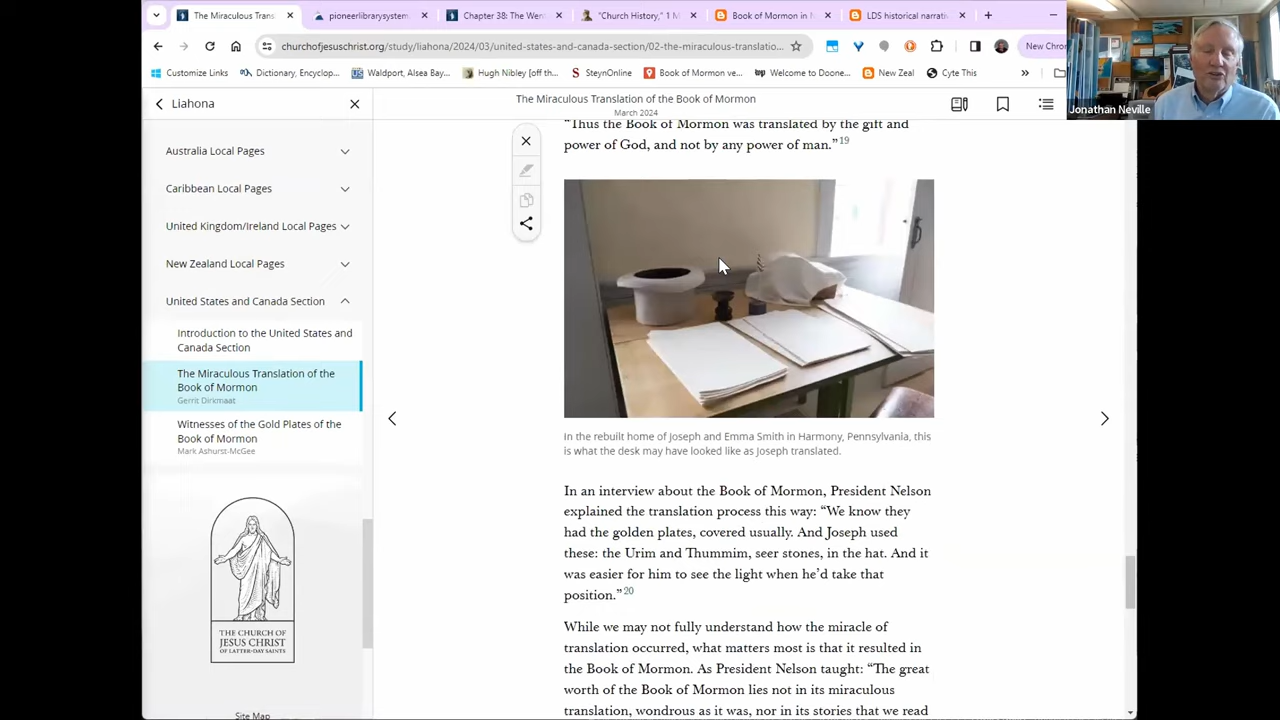 The Miraculous Trans
pioneerlibrarysystem
Chapter 38: The Went
"Church History," 1 M
Book of Mormon in N
LDS historical narrati
churchofjesuschrist.org/study/liahona/2024/03/united-states-and-canada-section/02-the-miraculous-translatio...
New Chro
Customize Links
Dictionary, Encyclop...
Waldport, Alsea Bay...
Hugh Nibley [off th...
SteynOnline
Book of Mormon ve...
Welcome to Doone...
New Zeal
Cyte This
Jonathan Neville
Liahona
The Miraculous Translation of the Book of Mormon
March 2024
Australia Local Pages
Caribbean Local Pages
United Kingdom/Ireland Local Pages
New Zealand Local Pages
United States and Canada Section
Introduction to the United States and
Canada Section
The Miraculous Translation of the
Book of Mormon
Gerrit Dirkmaat
Witnesses of the Gold Plates of the
Book of Mormon
Mark Ashurst-McGee
THE CHURCH OF
JESUS CHRIST
OF LATTER-DAY SAINTS
Site Map
"Thus the Book of Mormon was translated by the gift and
power of God, and not by any power of man."19
In the rebuilt home of Joseph and Emma Smith in Harmony, Pennsylvania, this
is what the desk may have looked like as Joseph translated.
In an interview about the Book of Mormon, President Nelson
explained the translation process this way: "We know they
had the golden plates, covered usually. And Joseph used
these: the Urim and Thummim, seer stones, in the hat. And it
was easier for him to see the light when he'd take that
position."20
While we may not fully understand how the miracle of
translation occurred, what matters most is that it resulted in
the Book of Mormon. As President Nelson taught: "The great
worth of the Book of Mormon lies not in its miraculous
translation, wondrous as it was, nor in its stories that we read